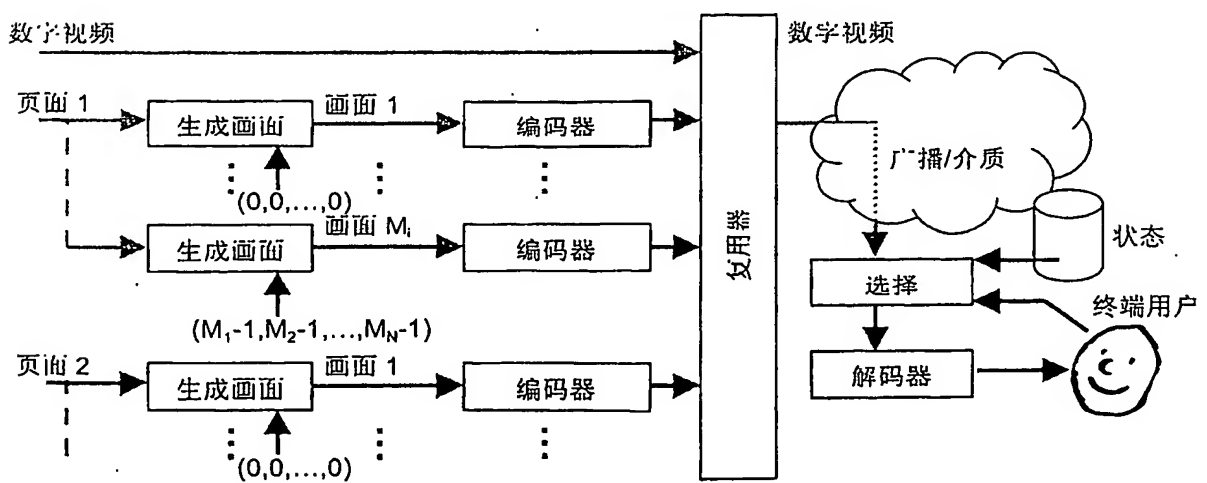 数字视频
数字视频
页面 1
生成画面
画面 1
编码器
(0,0,...,0)
广播/介质
生成画面
画面 Mi
编码器
复用器
状态
选择
(M1-1,M2-1,...,MN-1)
终端用户
页面 2
生成画面
画面 1
编码器
解码器
(0,0,...,0)